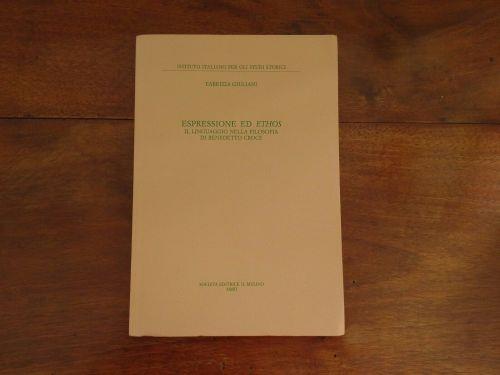 ISTITUTO ITALIANO PER GLI STUDI STORICI
FABRIZIA GIULIANI
ESPRESSIONE ED ETHOS
IL LINGUAGGIO NELLA FILOSOFIA
DI BENEDETTO CROCE
SOCIETÀ EDITRICE IL MULINO